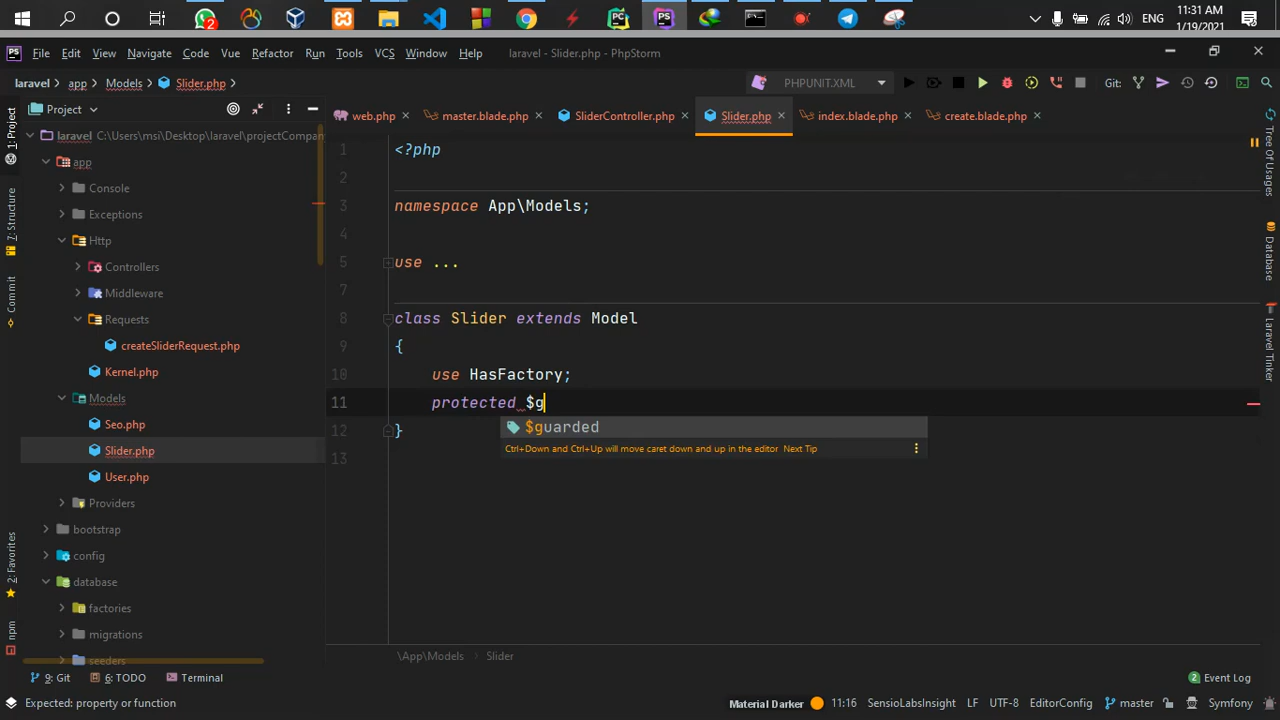 11:31 AM
ENG
1/19/2021
2
File Edit View Navigate Code Vue Refactor Run Tools VCS Window Help
laravel - Slider.php - PhpStorm
laravel app Models Slider.php
PHPUNIT.XML
Git:
Project
web.php
master.blade.php
SliderController.php
Slider.php
index.blade.php
create.blade.php
laravel C:\Users\msi\Desktop\laravel\projectCompan
app
Console
Exceptions
Http
Controllers
Middleware
Requests
createSliderRequest.php
Kernel.php
Models
Seo.php
Slider.php
User.php
Providers
bootstrap
config
database
factories
migrations
seeders
1: Project
7: Structure
Commit
2: Favorites
npm
1 <?php
2
3 namespace App\Models;
4
5 use ...
7
8 class Slider extends Model
9 {
10 use HasFactory;
11 protected $g
12 }
13
$guarded
Ctrl+Down and Ctrl+Up will move caret down and up in the editor Next Tip
Tree Of Usages
Database
Laravel Tinker
\App\Models Slider
9: Git
6: TODO
Terminal
2 Event Log
Expected: property or function
Material Darker
11:16
SensioLabsInsight
LF
UTF-8
EditorConfig
master
Symfony